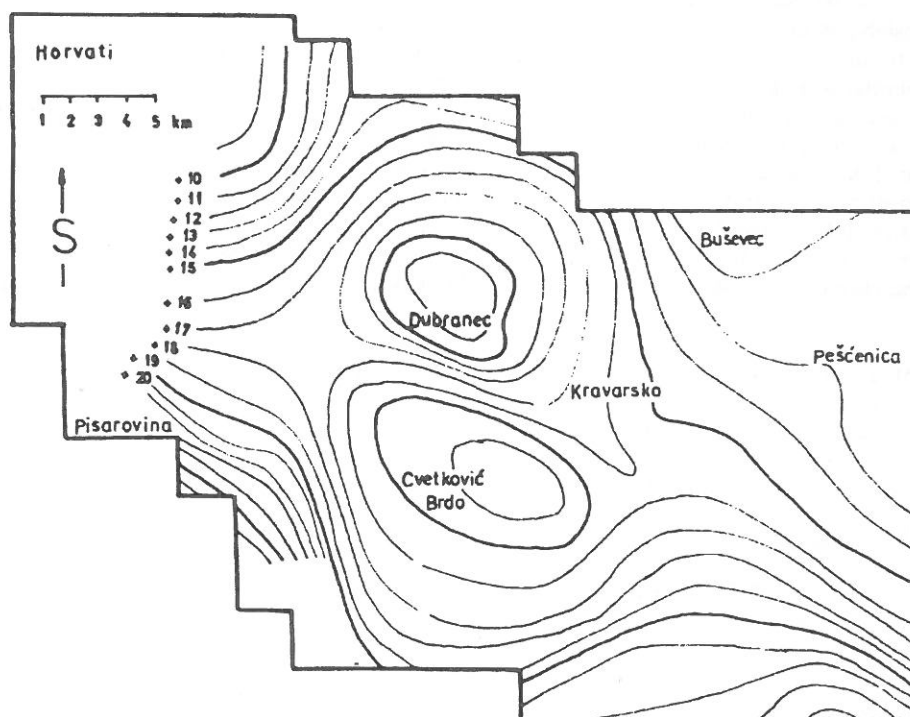 Horvati
1 2 3 4 5 km
S
+ 10
+ 11
+ 12
+ 13
+ 14
+ 15
+ 16
+ 17
+ 18
+ 19
+ 20
Buševec
Dubranec
Pešćenica
Kravarsko
Pisarovina
Cvetković
Brdo